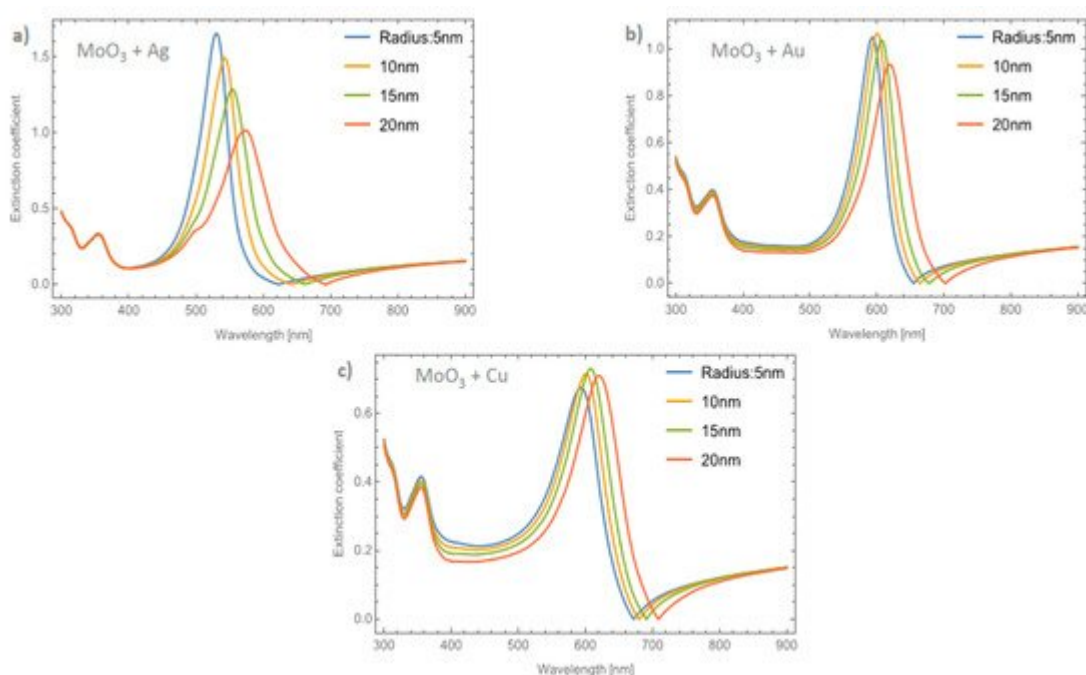 a)
MoO3 + Ag
Radius:5nm
10nm
15nm
20nm
Extinction coefficient
1.5
1.0
0.5
0.0
300 400 500 600 700 800 900
Wavelength [nm]
b)
MoO3 + Au
Radius:5nm
10nm
15nm
20nm
Extinction coefficient
1.0
0.8
0.6
0.4
0.2
0.0
300 400 500 600 700 800 900
Wavelength [nm]
c)
MoO3 + Cu
Radius:5nm
10nm
15nm
20nm
Extinction coefficient
0.6
0.4
0.2
0.0
300 400 500 600 700 800 900
Wavelength [nm]